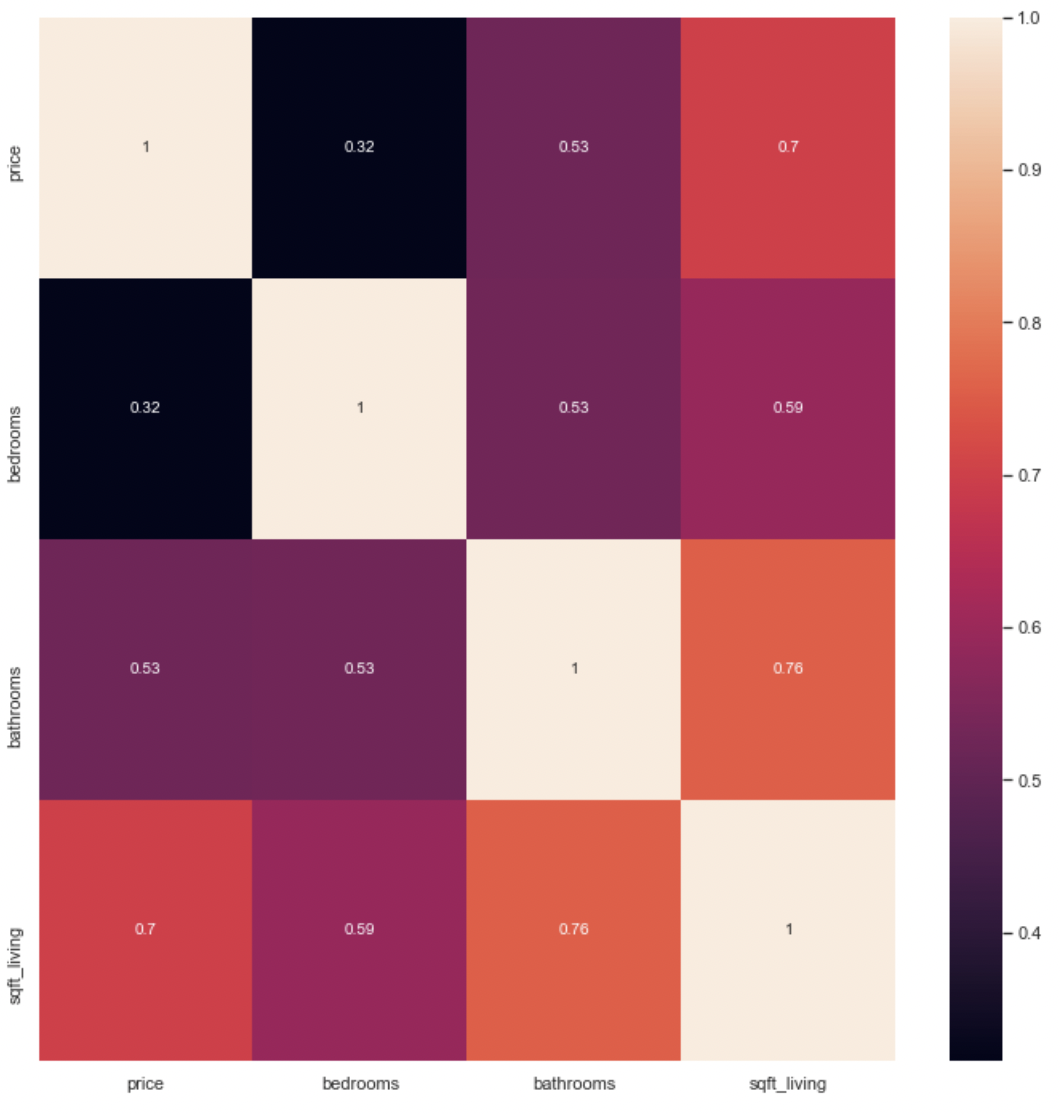 price 1 0.32 0.53 0.7
bedrooms 0.32 1 0.53 0.59
bathrooms 0.53 0.53 1 0.76
sqft_living 0.7 0.59 0.76 1
price bedrooms bathrooms sqft_living
1.0
0.9
0.8
0.7
0.6
0.5
0.4